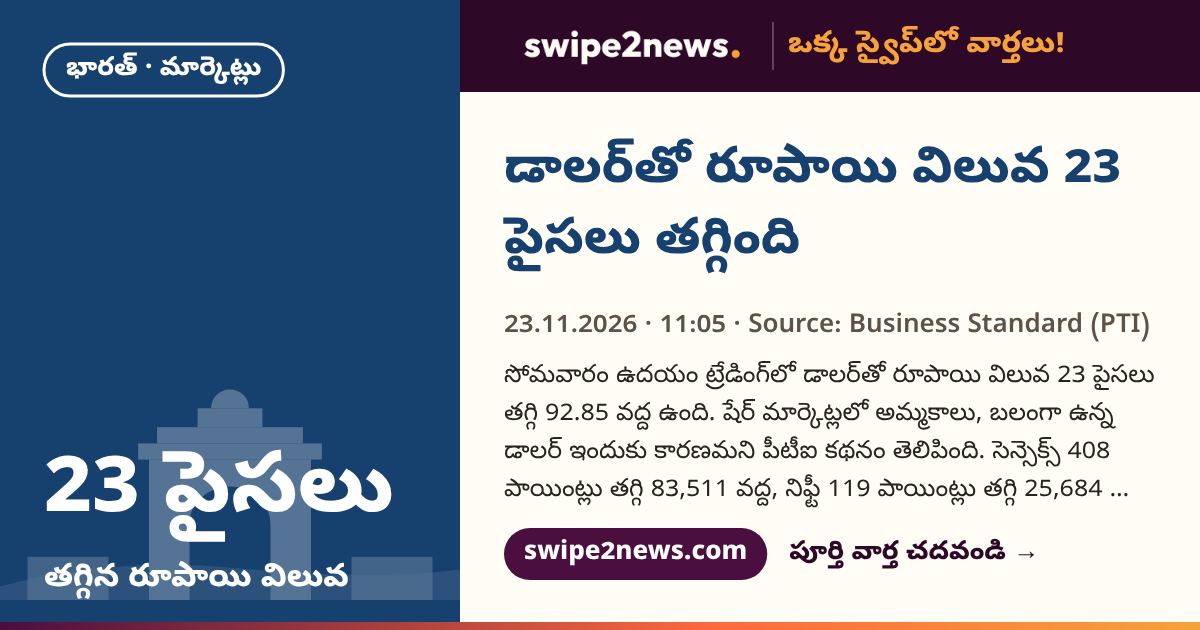 భారత్ · మార్కెట్లు
23 పైసలు
తగ్గిన రూపాయి విలువ
swipe2news.
ఒక్క స్వైప్‌లో వార్తలు!
డాలర్‌తో రూపాయి విలువ 23
పైసలు తగ్గింది
23.11.2026 · 11:05 · Source: Business Standard (PTI)
సోమవారం ఉదయం ట్రేడింగ్‌లో డాలర్‌తో రూపాయి విలువ 23 పైసలు
తగ్గి 92.85 వద్ద ఉంది. షేర్ మార్కెట్లలో అమ్మకాలు, బలంగా ఉన్న
డాలర్ ఇందుకు కారణమని పీటీఐ కథనం తెలిపింది. సెన్సెక్స్ 408
పాయింట్లు తగ్గి 83,511 వద్ద, నిఫ్టీ 119 పాయింట్లు తగ్గి 25,684 ...
swipe2news.com
పూర్తి వార్త చదవండి →